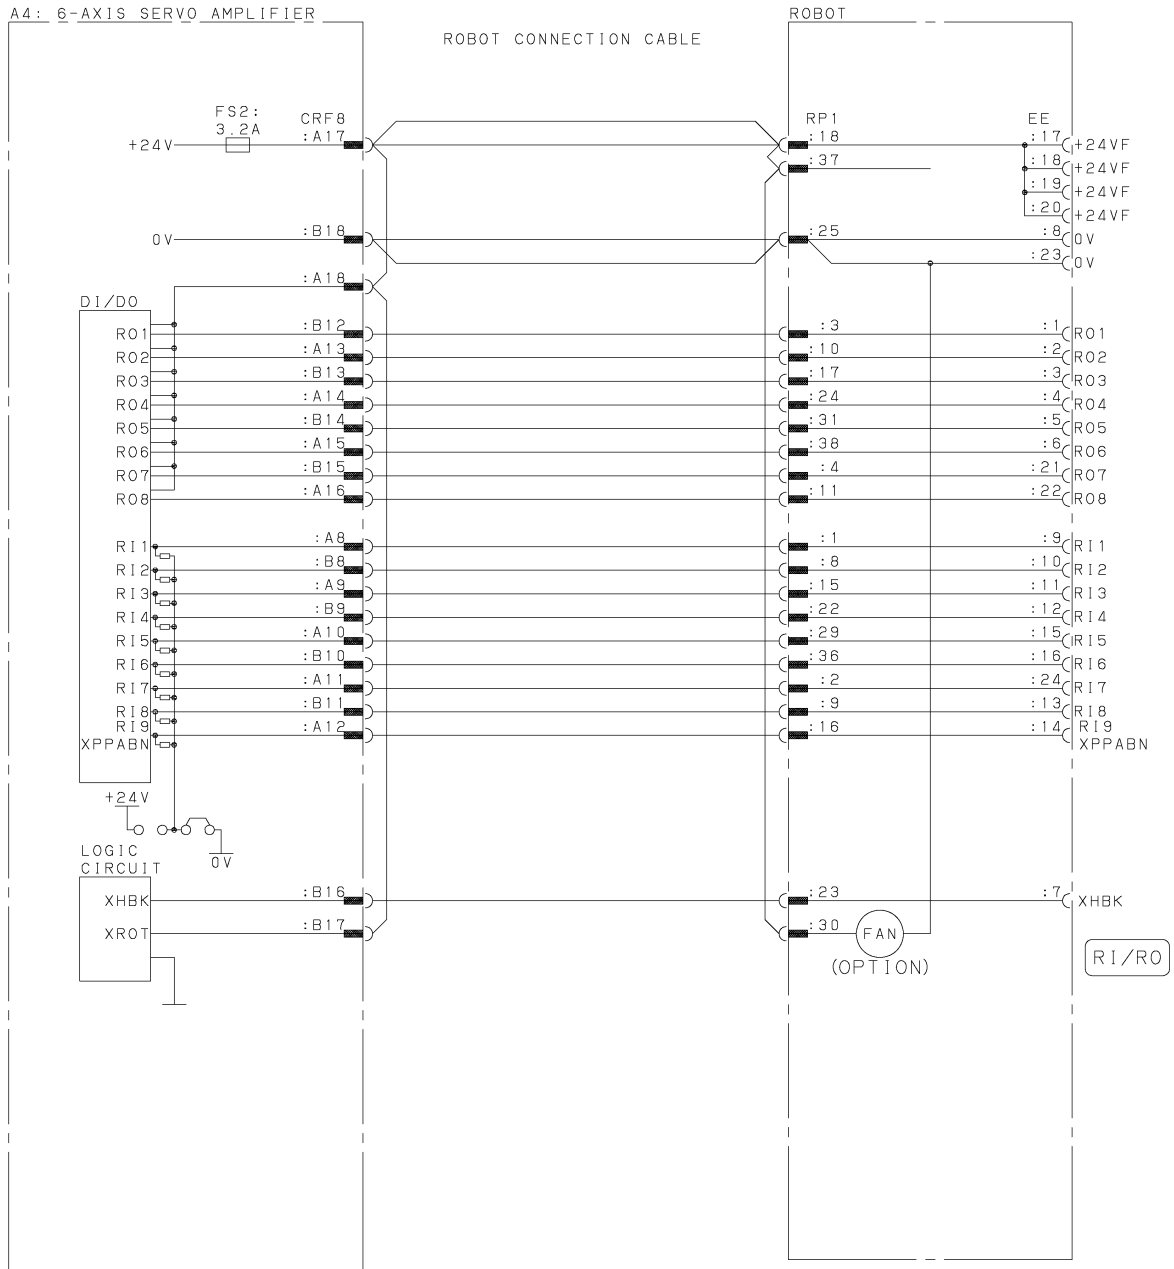 A4: 6-AXIS SERVO AMPLIFIER ROBOT
ROBOT CONNECTION CABLE
FS2:
3.2A CRF8 RP1 EE
+24V :A17 :18 :17 +24VF
:37 :18 +24VF
:19 +24VF
:20 +24VF
0V :B18 :25 :8 0V
:23 0V
:A18
DI/DO
RO1 :B12 :3 :1 RO1
RO2 :A13 :10 :2 RO2
RO3 :B13 :17 :3 RO3
RO4 :A14 :24 :4 RO4
RO5 :B14 :31 :5 RO5
RO6 :A15 :38 :6 RO6
RO7 :B15 :4 :21 RO7
RO8 :A16 :11 :22 RO8
RI1 :A8 :1 :9 RI1
RI2 :B8 :8 :10 RI2
RI3 :A9 :15 :11 RI3
RI4 :B9 :22 :12 RI4
RI5 :A10 :29 :15 RI5
RI6 :B10 :36 :16 RI6
RI7 :A11 :2 :24 RI7
RI8 :B11 :9 :13 RI8
RI9 :A12 :16 :14 RI9
XPPABN XPPABN
+24V
0V
LOGIC
CIRCUIT
XHBK :B16 :23 :7 XHBK
XROT :B17 :30 FAN
(OPTION)
RI/RO